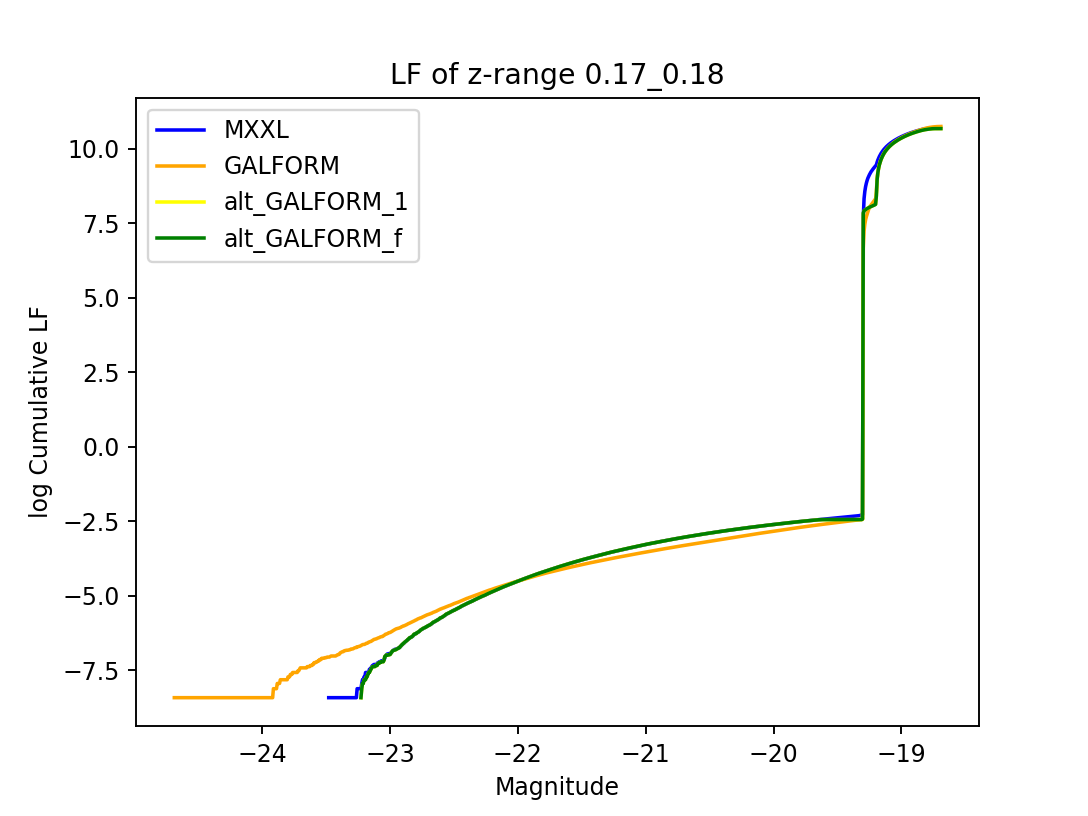 LF of z-range 0.17_0.18
MXXL
GALFORM
alt_GALFORM_1
alt_GALFORM_f
10.0
7.5
5.0
2.5
0.0
−2.5
−5.0
−7.5
log Cumulative LF
−24
−23
−22
−21
−20
−19
Magnitude